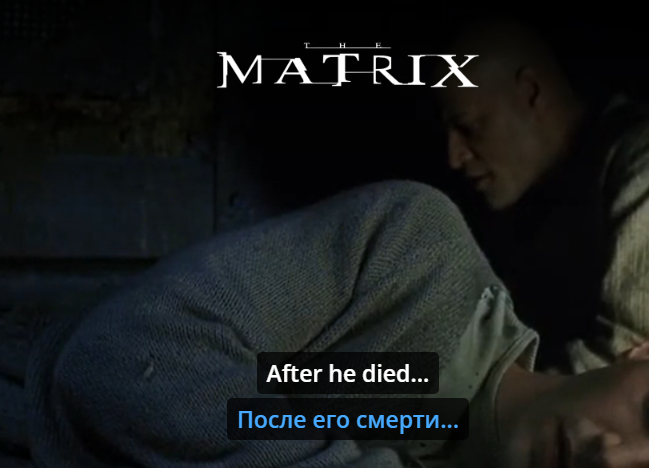 THE
MATRIX
After he died...
После его смерти...